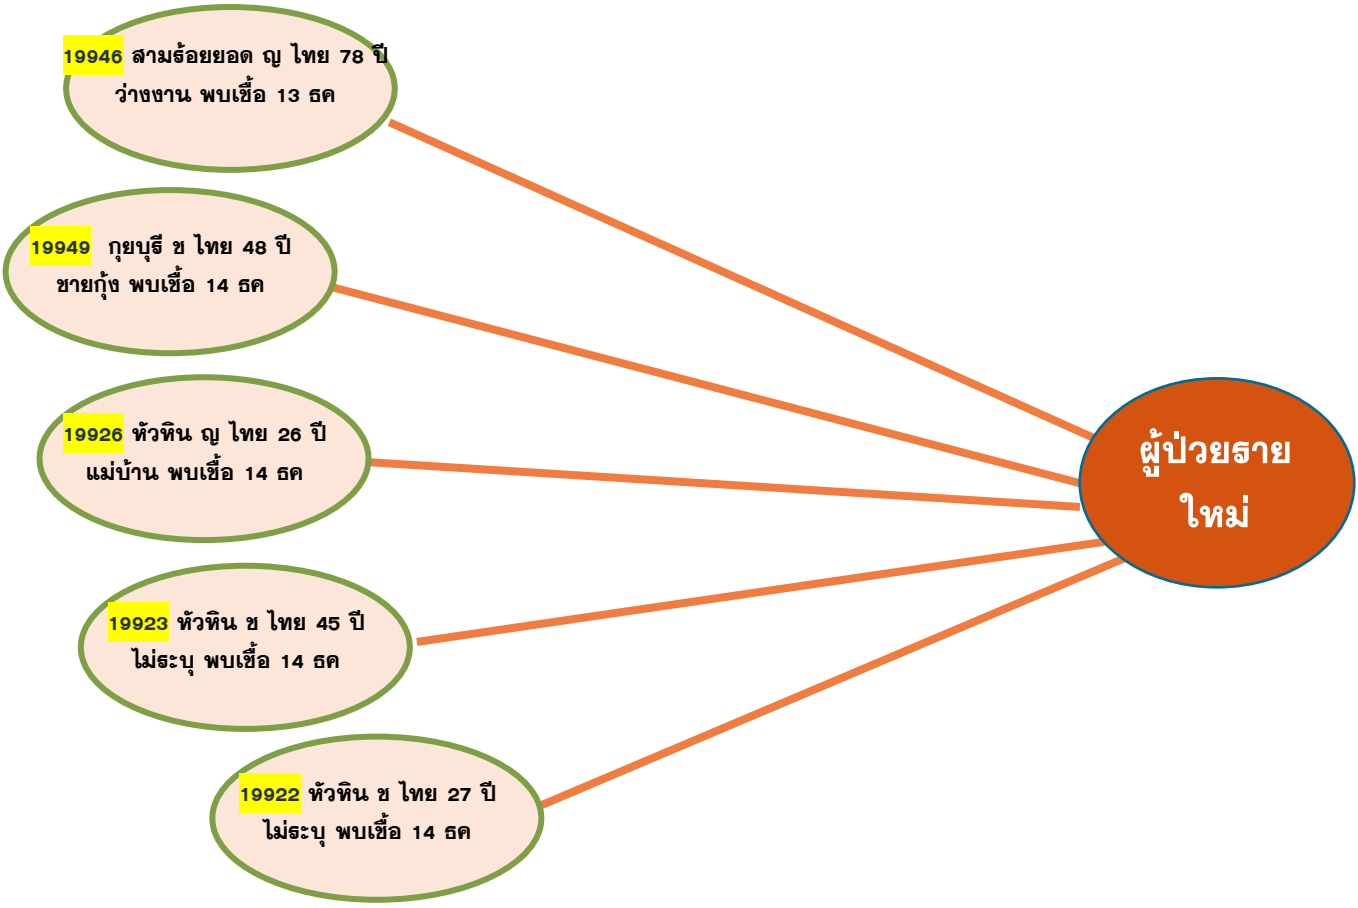 19946 สามร้อยยอด ญ ไทย 78 ปี
ว่างงาน พบเชื้อ 13 ธค
19949 กุยบุรี ช ไทย 48 ปี
ขายกุ้ง พบเชื้อ 14 ธค
19926 หัวหิน ญ ไทย 26 ปี
แม่บ้าน พบเชื้อ 14 ธค
19923 หัวหิน ช ไทย 45 ปี
ไม่ระบุ พบเชื้อ 14 ธค
19922 หัวหิน ช ไทย 27 ปี
ไม่ระบุ พบเชื้อ 14 ธค
ผู้ป่วยราย
ใหม่